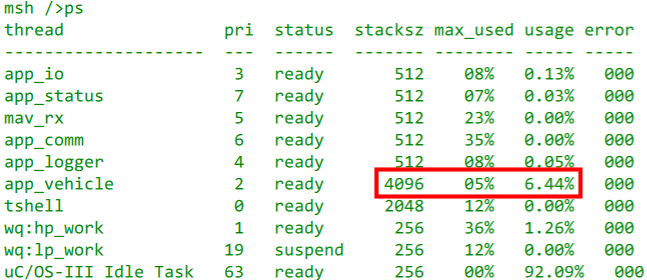 msh />ps
thread pri status stacksz max_used usage error
-------------------- --- ------- ------- -------- ----- -----
app_io 3 ready 512 08% 0.13% 000
app_status 7 ready 512 07% 0.03% 000
mav_rx 5 ready 512 23% 0.00% 000
app_comm 6 ready 512 35% 0.00% 000
app_logger 4 ready 512 08% 0.05% 000
app_vehicle 2 ready 4096 05% 6.44% 000
tshell 0 ready 2048 12% 0.00% 000
wq:hp_work 1 ready 256 36% 1.26% 000
wq:lp_work 19 suspend 256 12% 0.00% 000
uC/OS-III Idle Task 63 ready 256 00% 92.09% 000